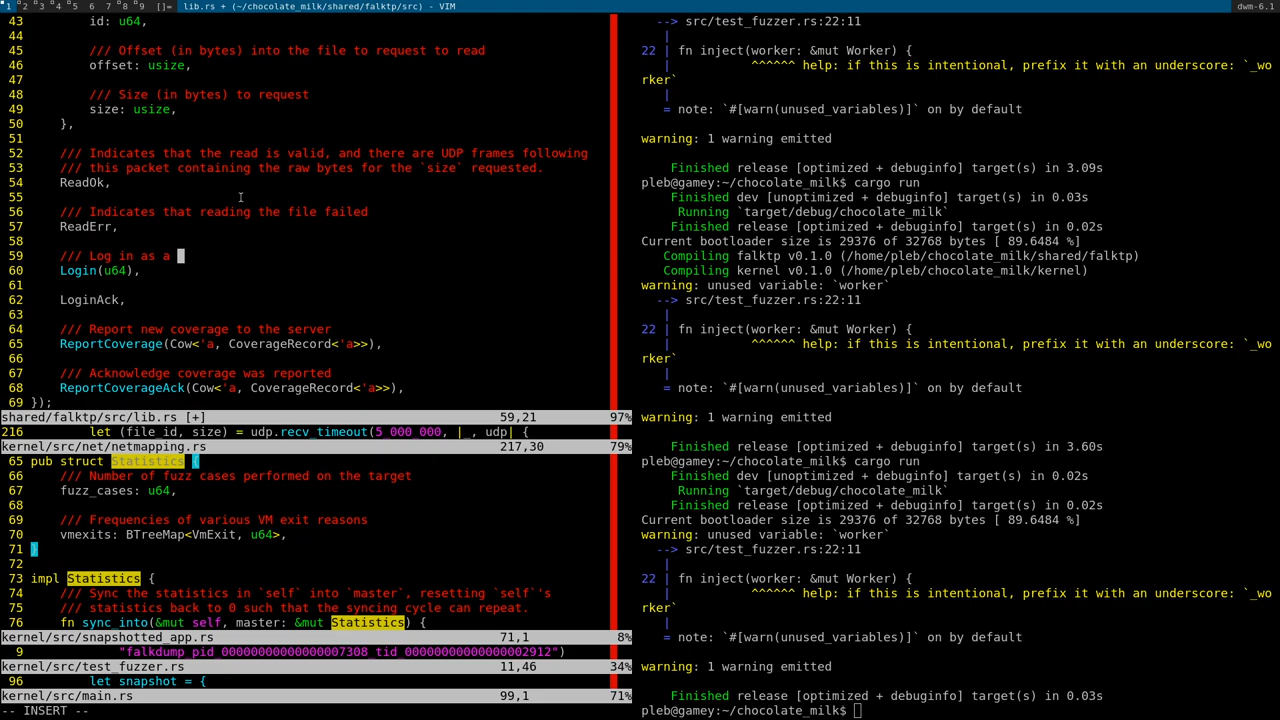 1 2 3 4 5 6 7 8 9 []= lib.rs + (~/chocolate_milk/shared/falktp/src) - VIM dwm-6.1
43         id: u64,
44
45         /// Offset (in bytes) into the file to request to read
46         offset: usize,
47
48         /// Size (in bytes) to request
49         size: usize,
50     },
51
52     /// Indicates that the read is valid, and there are UDP frames following
53     /// this packet containing the raw bytes for the `size` requested.
54     ReadOk,
55
56     /// Indicates that reading the file failed
57     ReadErr,
58
59     /// Log in as a
60     Login(u64),
61
62     LoginAck,
63
64     /// Report new coverage to the server
65     ReportCoverage(Cow<'a, CoverageRecord<'a>>),
66
67     /// Acknowledge coverage was reported
68     ReportCoverageAck(Cow<'a, CoverageRecord<'a>>),
69 });
shared/falktp/src/lib.rs [+] 59,21 97%
216         let (file_id, size) = udp.recv_timeout(5_000_000, |_, udp| {
kernel/src/net/netmapping.rs 217,30 79%
65 pub struct Statistics {
66     /// Number of fuzz cases performed on the target
67     fuzz_cases: u64,
68
69     /// Frequencies of various VM exit reasons
70     vmexits: BTreeMap<VmExit, u64>,
71 }
72
73 impl Statistics {
74     /// Sync the statistics in `self` into `master`, resetting `self`'s
75     /// statistics back to 0 such that the syncing cycle can repeat.
76     fn sync_into(&mut self, master: &mut Statistics) {
kernel/src/snapshotted_app.rs 71,1 8%
9             "falkdump_pid_00000000000000007308_tid_00000000000000002912")
kernel/src/test_fuzzer.rs 11,46 34%
96         let snapshot = {
kernel/src/main.rs 99,1 71%
-- INSERT --
  --> src/test_fuzzer.rs:22:11
   |
22 | fn inject(worker: &mut Worker) {
   |           ^^^^^^ help: if this is intentional, prefix it with an underscore: `_wo
rker`
   |
   = note: `#[warn(unused_variables)]` on by default

warning: 1 warning emitted

    Finished release [optimized + debuginfo] target(s) in 3.09s
pleb@gamey:~/chocolate_milk$ cargo run
    Finished dev [unoptimized + debuginfo] target(s) in 0.03s
     Running `target/debug/chocolate_milk`
    Finished release [optimized + debuginfo] target(s) in 0.02s
Current bootloader size is 29376 of 32768 bytes [ 89.6484 %]
   Compiling falktp v0.1.0 (/home/pleb/chocolate_milk/shared/falktp)
   Compiling kernel v0.1.0 (/home/pleb/chocolate_milk/kernel)
warning: unused variable: `worker`
  --> src/test_fuzzer.rs:22:11
   |
22 | fn inject(worker: &mut Worker) {
   |           ^^^^^^ help: if this is intentional, prefix it with an underscore: `_wo
rker`
   |
   = note: `#[warn(unused_variables)]` on by default

warning: 1 warning emitted

    Finished release [optimized + debuginfo] target(s) in 3.60s
pleb@gamey:~/chocolate_milk$ cargo run
    Finished dev [unoptimized + debuginfo] target(s) in 0.02s
     Running `target/debug/chocolate_milk`
    Finished release [optimized + debuginfo] target(s) in 0.02s
Current bootloader size is 29376 of 32768 bytes [ 89.6484 %]
warning: unused variable: `worker`
  --> src/test_fuzzer.rs:22:11
   |
22 | fn inject(worker: &mut Worker) {
   |           ^^^^^^ help: if this is intentional, prefix it with an underscore: `_wo
rker`
   |
   = note: `#[warn(unused_variables)]` on by default

warning: 1 warning emitted

    Finished release [optimized + debuginfo] target(s) in 0.03s
pleb@gamey:~/chocolate_milk$